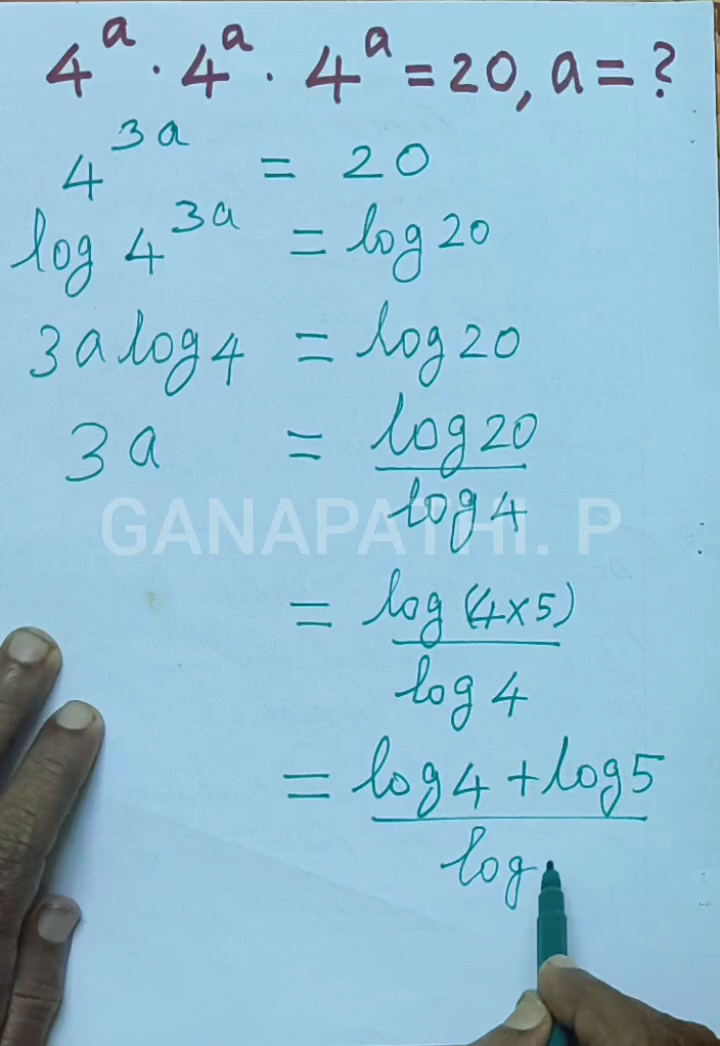 4^a · 4^a · 4^a = 20, a = ?
4^3a = 20
log 4^3a = log 20
3a log 4 = log 20
3a = log 20
log 4
GANAPATHI. P
= log (4×5)
log 4
= log 4 + log 5
log